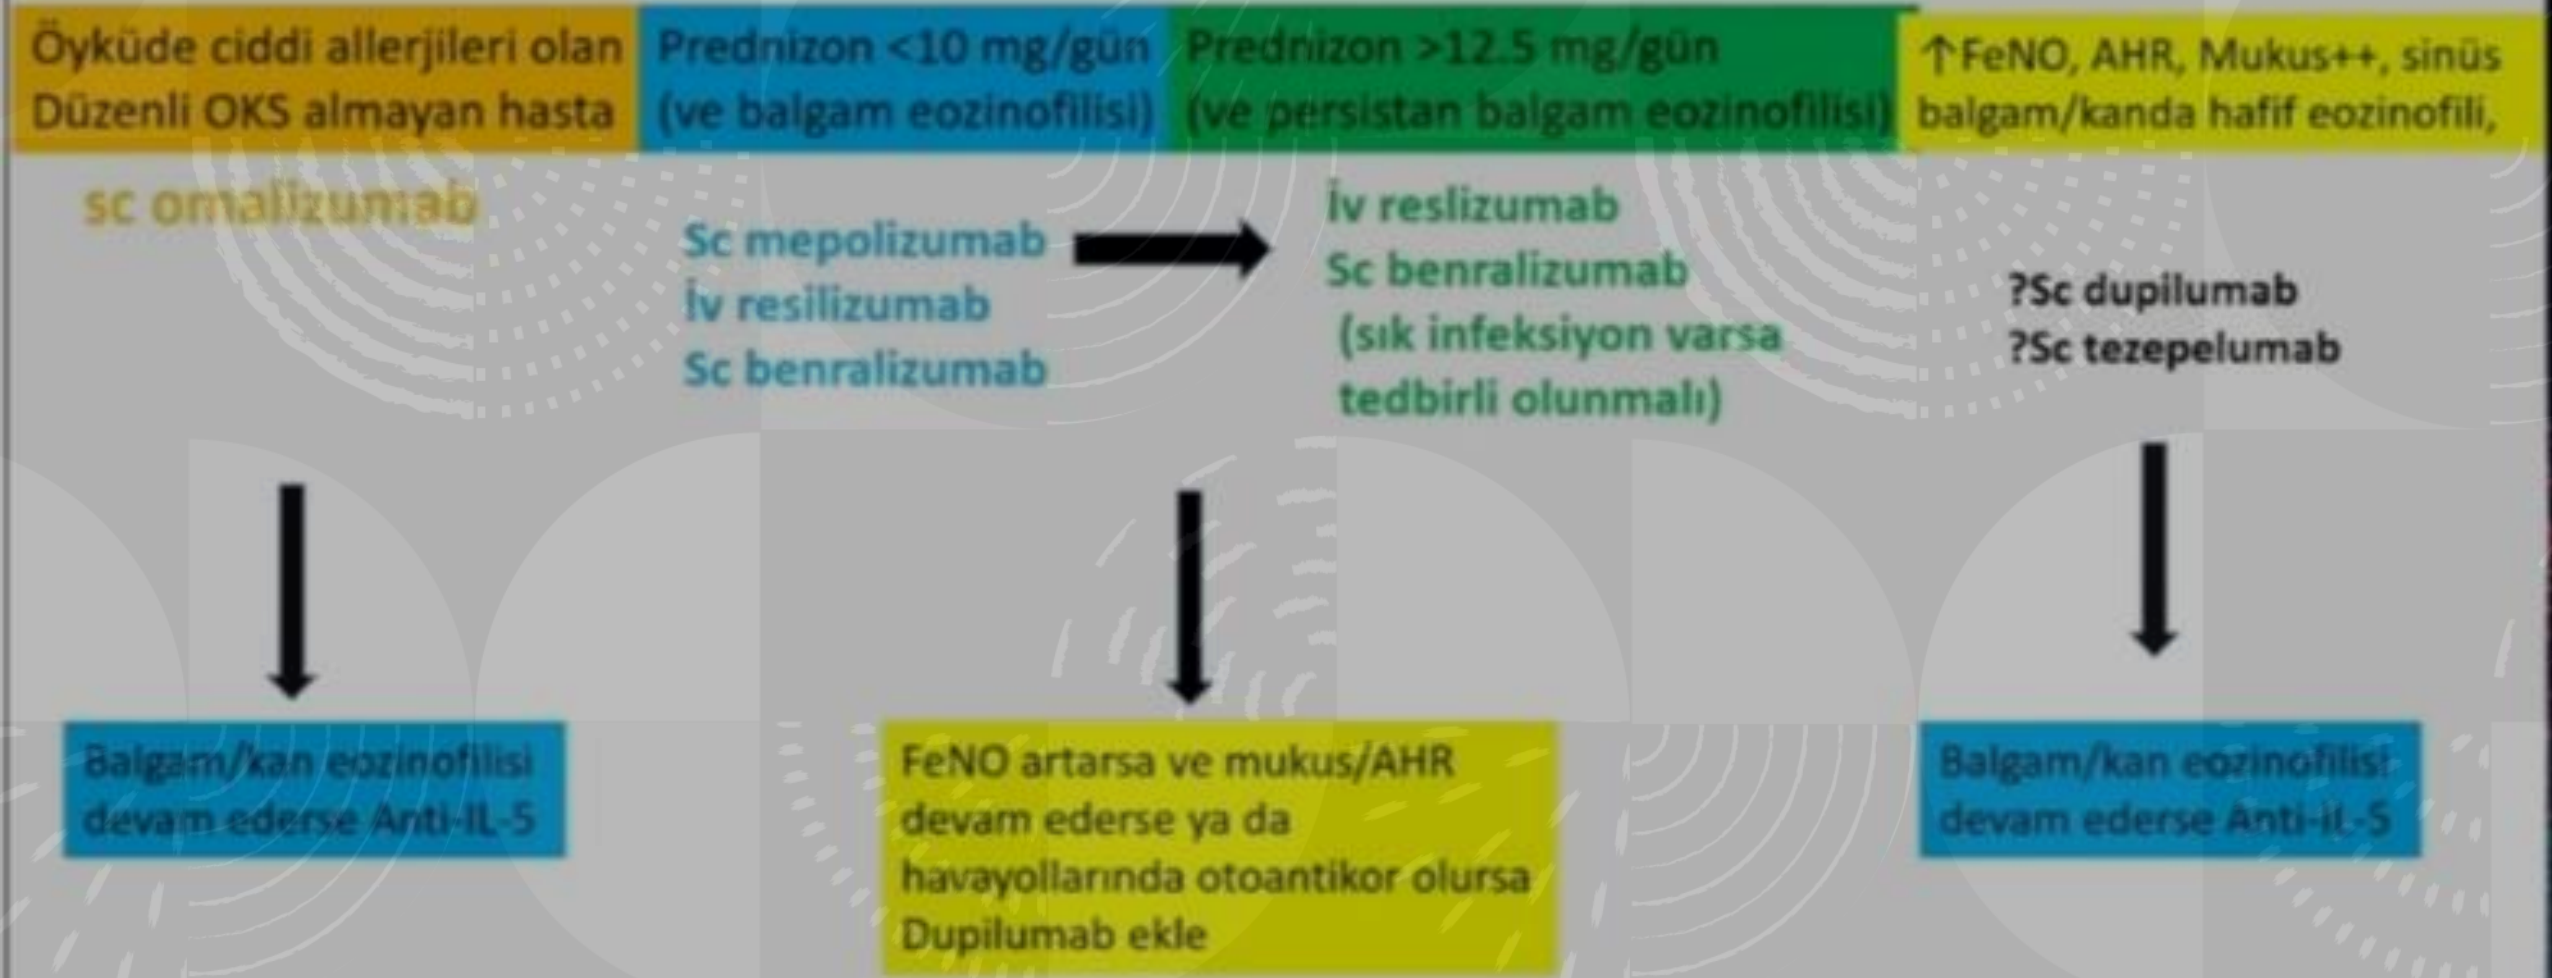 Öyküde ciddi allerjileri olan
Düzenli OKS almayan hasta
Prednizon <10 mg/gün
(ve balgam eozinofilisi)
Prednizon >12.5 mg/gün
(ve persistan balgam eozinofilisi)
↑FeNO, AHR, Mukus++, sinüs
balgam/kanda hafif eozinofili,
sc omalizumab
Sc mepolizumab
İv resilizumab
Sc benralizumab
İv reslizumab
Sc benralizumab
(sık infeksiyon varsa
tedbirli olunmalı)
?Sc dupilumab
?Sc tezepelumab
Balgam/kan eozinofilisi
devam ederse Anti-IL-5
FeNO artarsa ve mukus/AHR
devam ederse ya da
havayollarında otoantikor olursa
Dupilumab ekle
Balgam/kan eozinofilisi
devam ederse Anti-iL-5